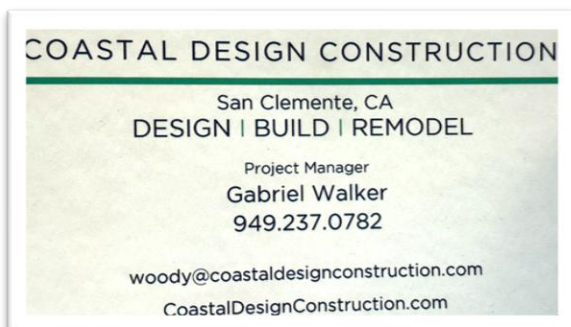 COASTAL DESIGN CONSTRUCTION
San Clemente, CA
DESIGN | BUILD | REMODEL
Project Manager
Gabriel Walker
949.237.0782
woody@coastaldesignconstruction.com
CoastalDesignConstruction.com